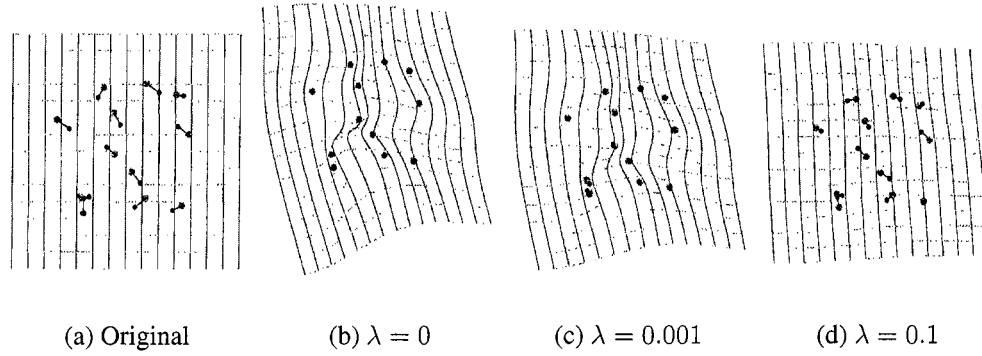 (a) Original (b) λ = 0 (c) λ = 0.001 (d) λ = 0.1